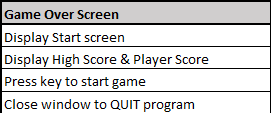 Game Over Screen
Display Start screen
Display High Score & Player Score
Press key to start game
Close window to QUIT program